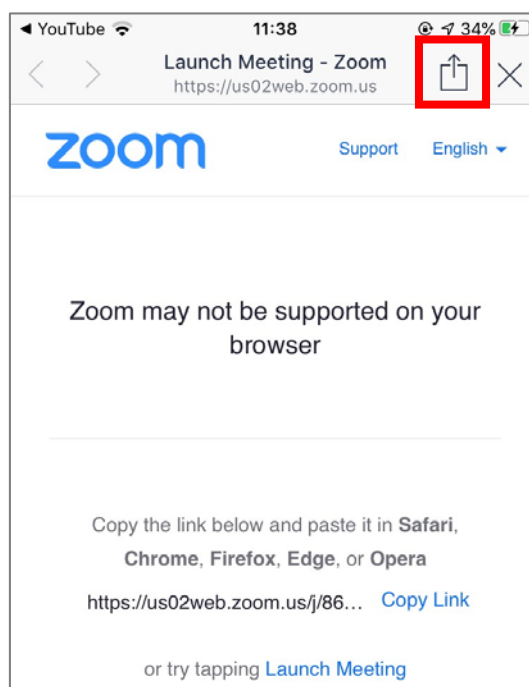 ◀ YouTube 11:38 34%
Launch Meeting - Zoom
https://us02web.zoom.us
zoom Support English
Zoom may not be supported on your
browser
Copy the link below and paste it in Safari,
Chrome, Firefox, Edge, or Opera
https://us02web.zoom.us/j/86... Copy Link
or try tapping Launch Meeting